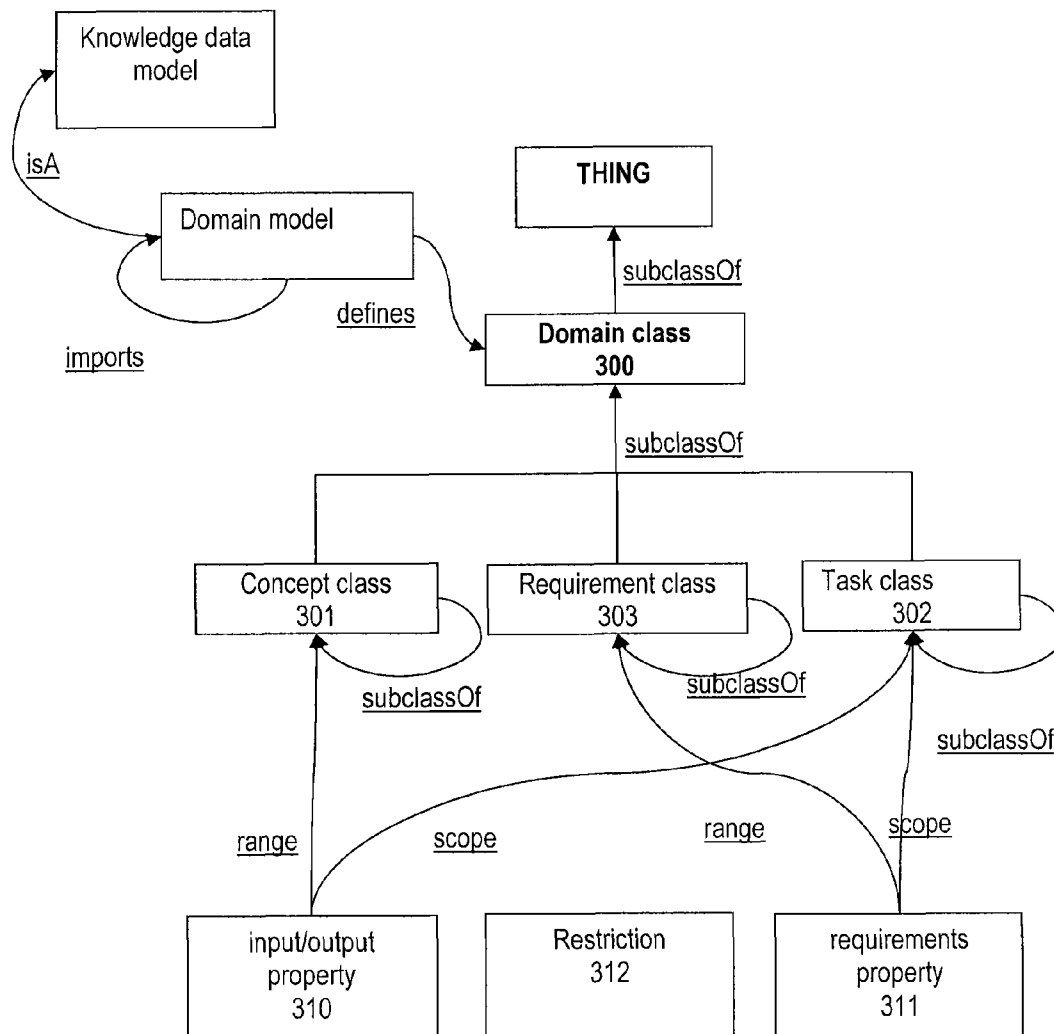 Knowledge data
model
isA
THING
Domain model
subclassOf
defines
Domain class
300
imports
subclassOf
Concept class
301
Requirement class
303
Task class
302
subclassOf
subclassOf
subclassOf
range
scope
range
scope
input/output
property
310
Restriction
312
requirements
property
311